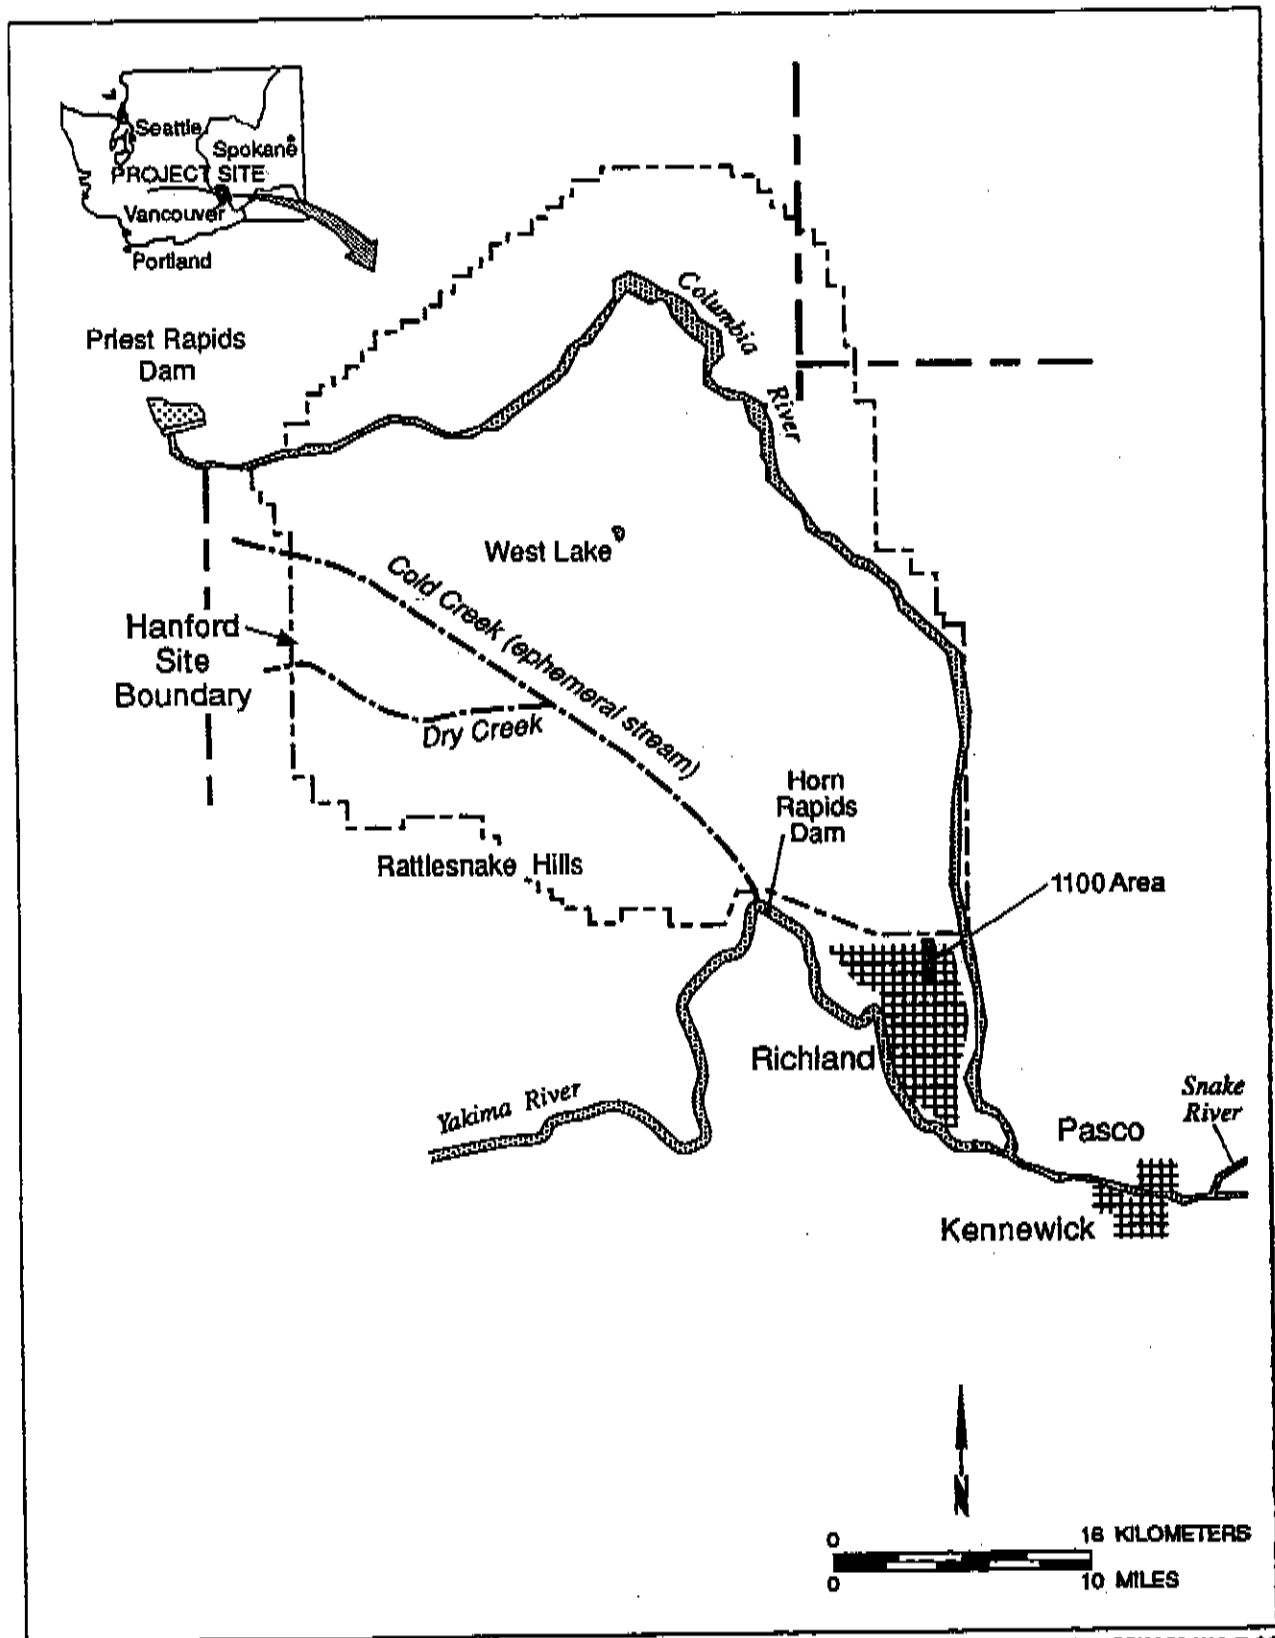 Seattle
Spokane
PROJECT SITE
Vancouver
Portland
Columbia
River
Priest Rapids
Dam
West Lake
Cold Creek (ephemeral stream)
Hanford
Site
Boundary
Dry Creek
Horn
Rapids
Dam
Rattlesnake Hills
1100 Area
Richland
Yakima River
Snake
River
Pasco
Kennewick
N
0 16 KILOMETERS
0 10 MILES